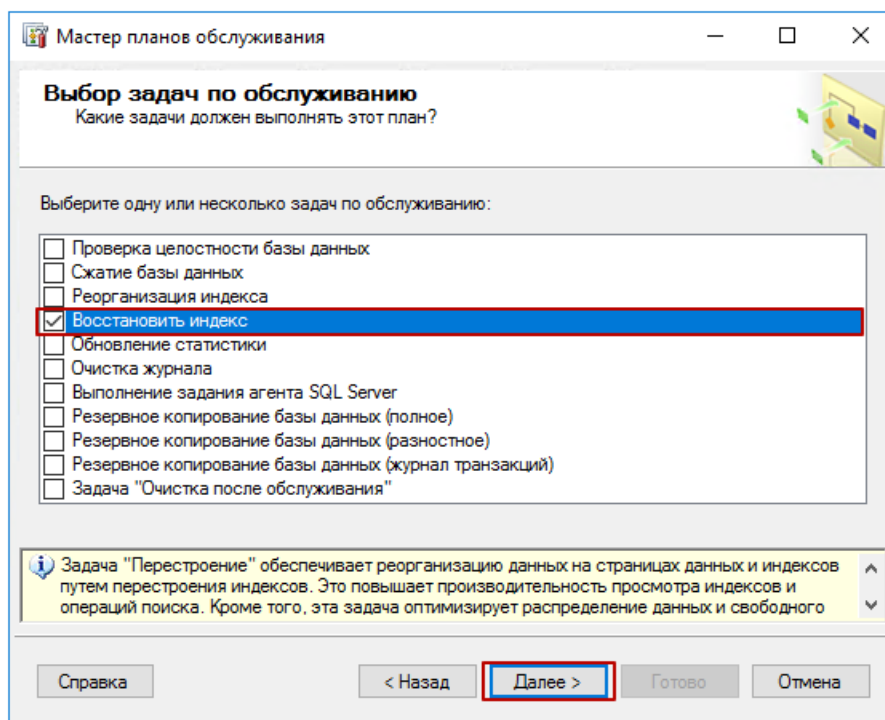 Мастер планов обслуживания
Выбор задач по обслуживанию
Какие задачи должен выполнять этот план?
Выберите одну или несколько задач по обслуживанию:
Проверка целостности базы данных
Сжатие базы данных
Реорганизация индекса
Восстановить индекс
Обновление статистики
Очистка журнала
Выполнение задания агента SQL Server
Резервное копирование базы данных (полное)
Резервное копирование базы данных (разностное)
Резервное копирование базы данных (журнал транзакций)
Задача "Очистка после обслуживания"
Задача "Перестроение" обеспечивает реорганизацию данных на страницах данных и индексов
путем перестроения индексов. Это повышает производительность просмотра индексов и
операций поиска. Кроме того, эта задача оптимизирует распределение данных и свободного
Справка
< Назад
Далее >
Готово
Отмена